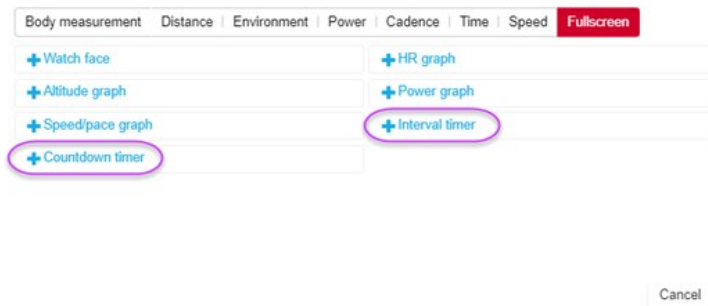 Body measurement Distance Environment Power Cadence Time Speed Fullscreen
Watch face HR graph
Altitude graph Power graph
Speed/pace graph Interval timer
Countdown timer
Cancel